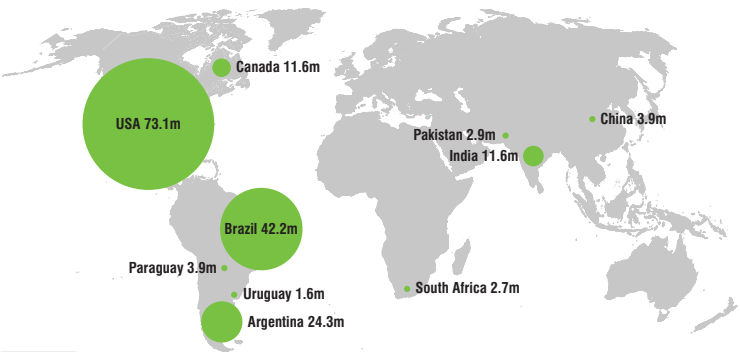 Canada 11.6m
USA 73.1m
China 3.9m
Pakistan 2.9m
India 11.6m
Brazil 42.2m
Paraguay 3.9m
South Africa 2.7m
Uruguay 1.6m
Argentina 24.3m